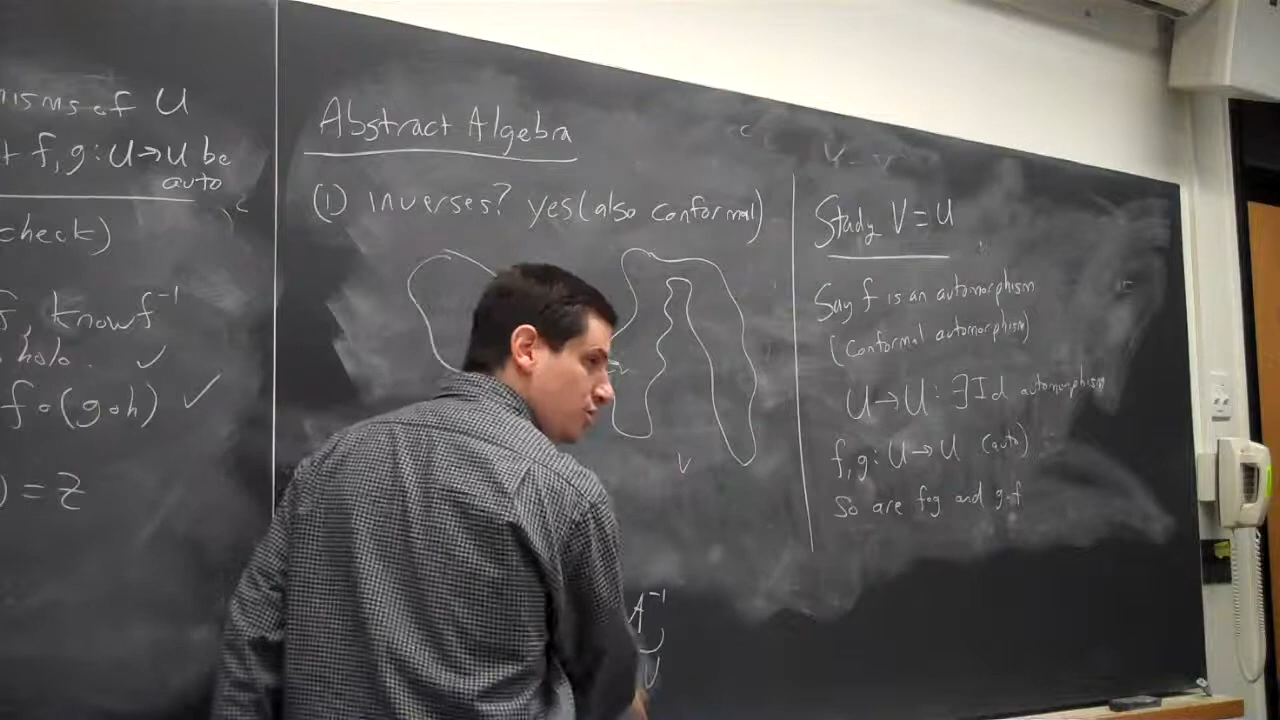 of U
f, g: U→U be
auto
check)
f, know f⁻¹
holo. ✓
f∘(g∘h) ✓
) = z
Abstract Algebra
(1) inverses? yes (also conformal)
V
A⁻¹
U
Study V = U
Say f is an automorphism
(conformal automorphism)
U→U: ∃ Id automorphism
f, g: U→U (auto)
So are f∘g and g∘f